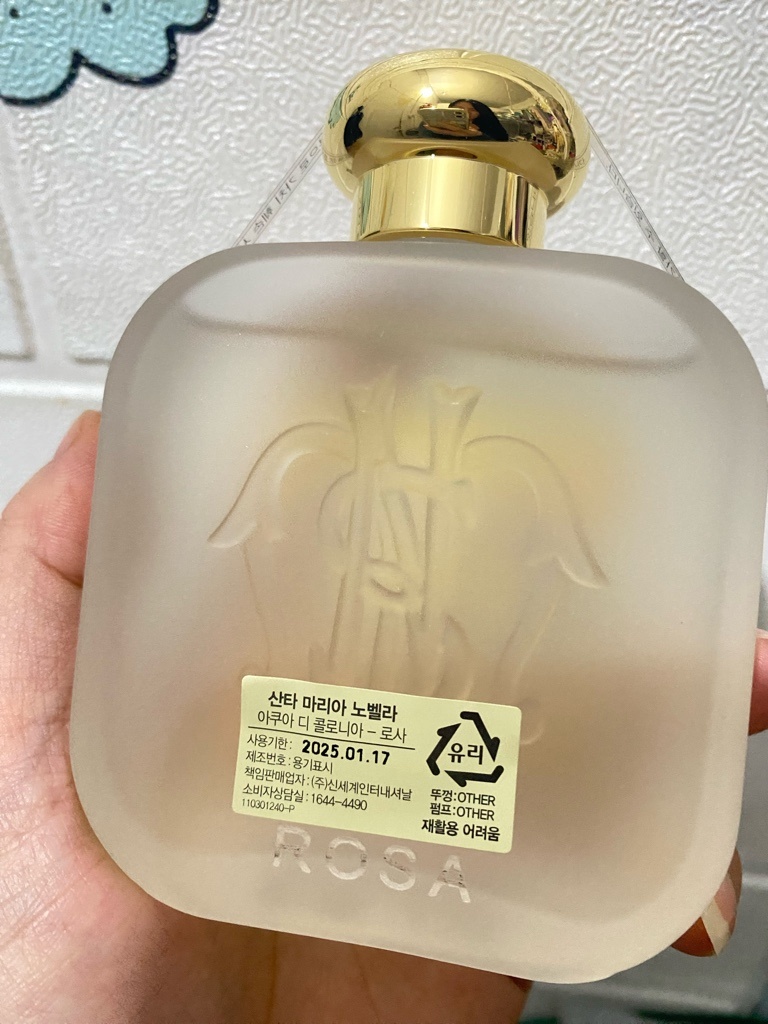 산타 마리아 노벨라
아쿠아 디 콜로니아 - 로사
사용기한: 2025.01.17
제조번호:용기표시
책임판매업자:(주)신세계인터내셔날
소비자상담실:1644-4490
110301240-P
유리
뚜껑:OTHER
펌프:OTHER
재활용 어려움
ROSA